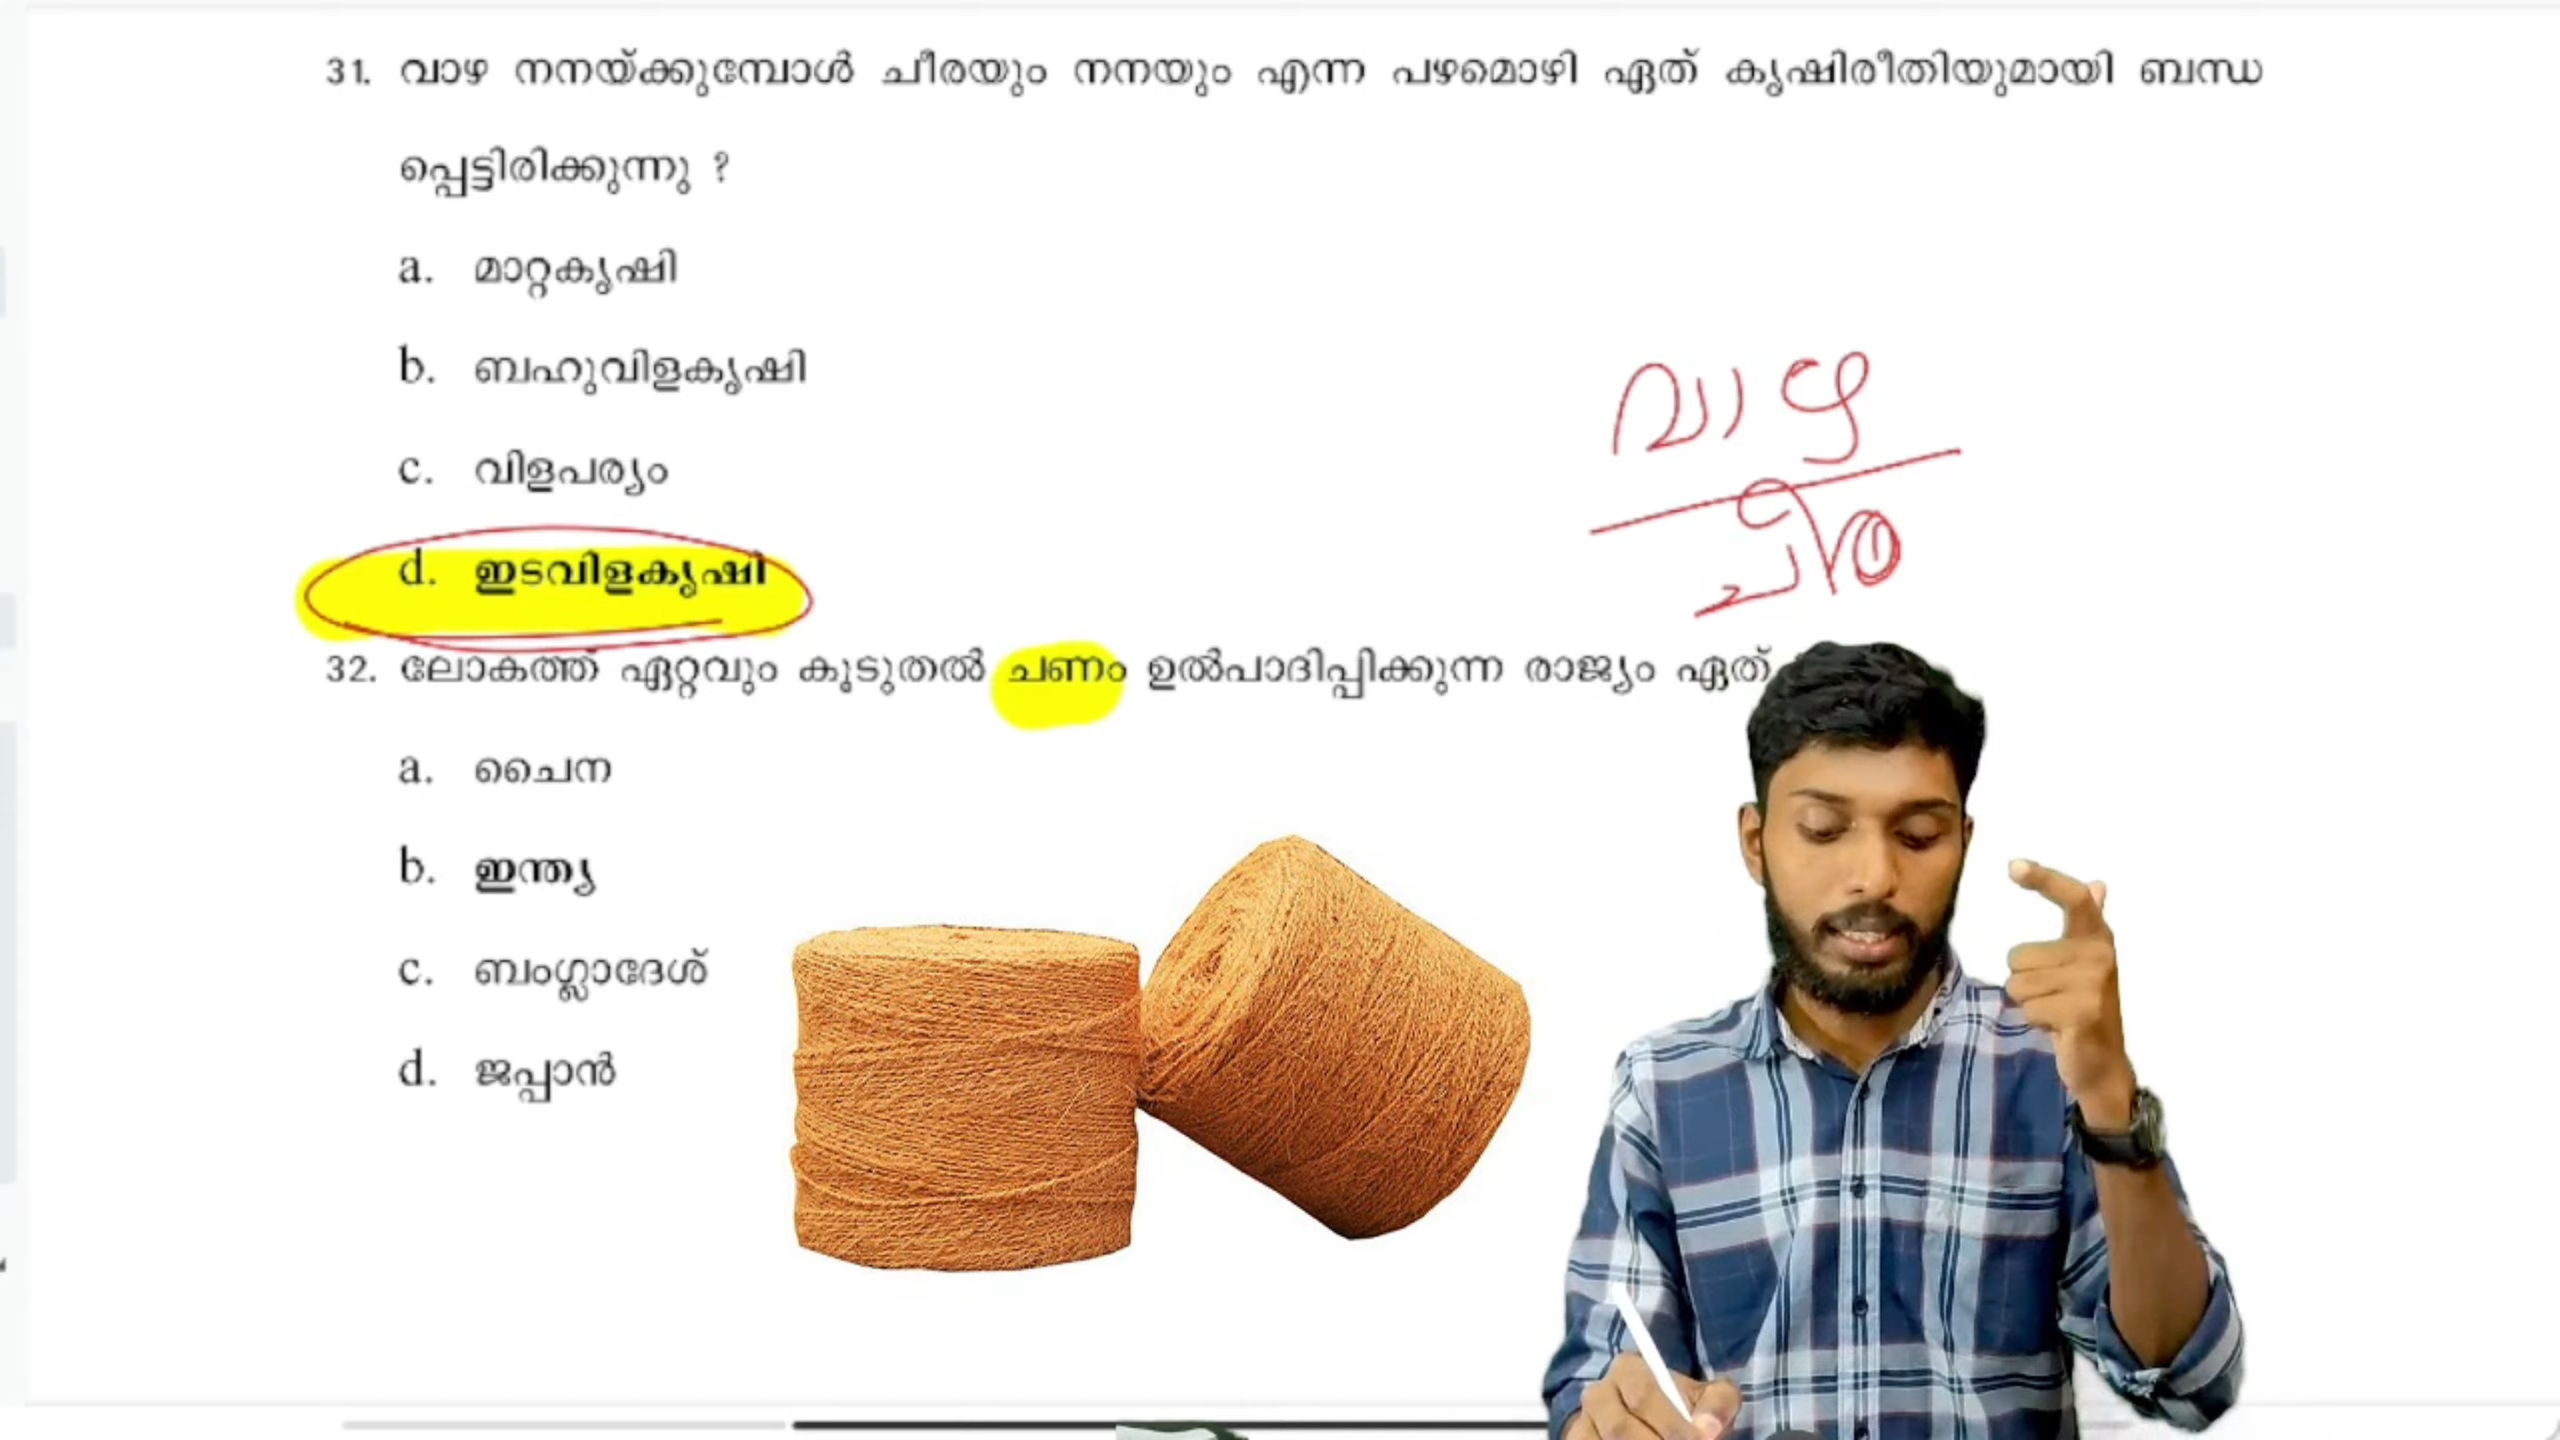 31. വാഴ നനയ്ക്കുമ്പോൾ ചീരയും നനയും എന്ന പഴമൊഴി ഏത് കൃഷിരീതിയുമായി ബന്ധ
പ്പെട്ടിരിക്കുന്നു ?
a. മാറ്റകൃഷി
b. ബഹുവിളകൃഷി
c. വിളപര്യം
d. ഇടവിളകൃഷി
വാഴ
ചീര
32. ലോകത്ത് ഏറ്റവും കൂടുതൽ ചണം ഉൽപാദിപ്പിക്കുന്ന രാജ്യം ഏത്
a. ചൈന
b. ഇന്ത്യ
c. ബംഗ്ലാദേശ്
d. ജപ്പാൻ